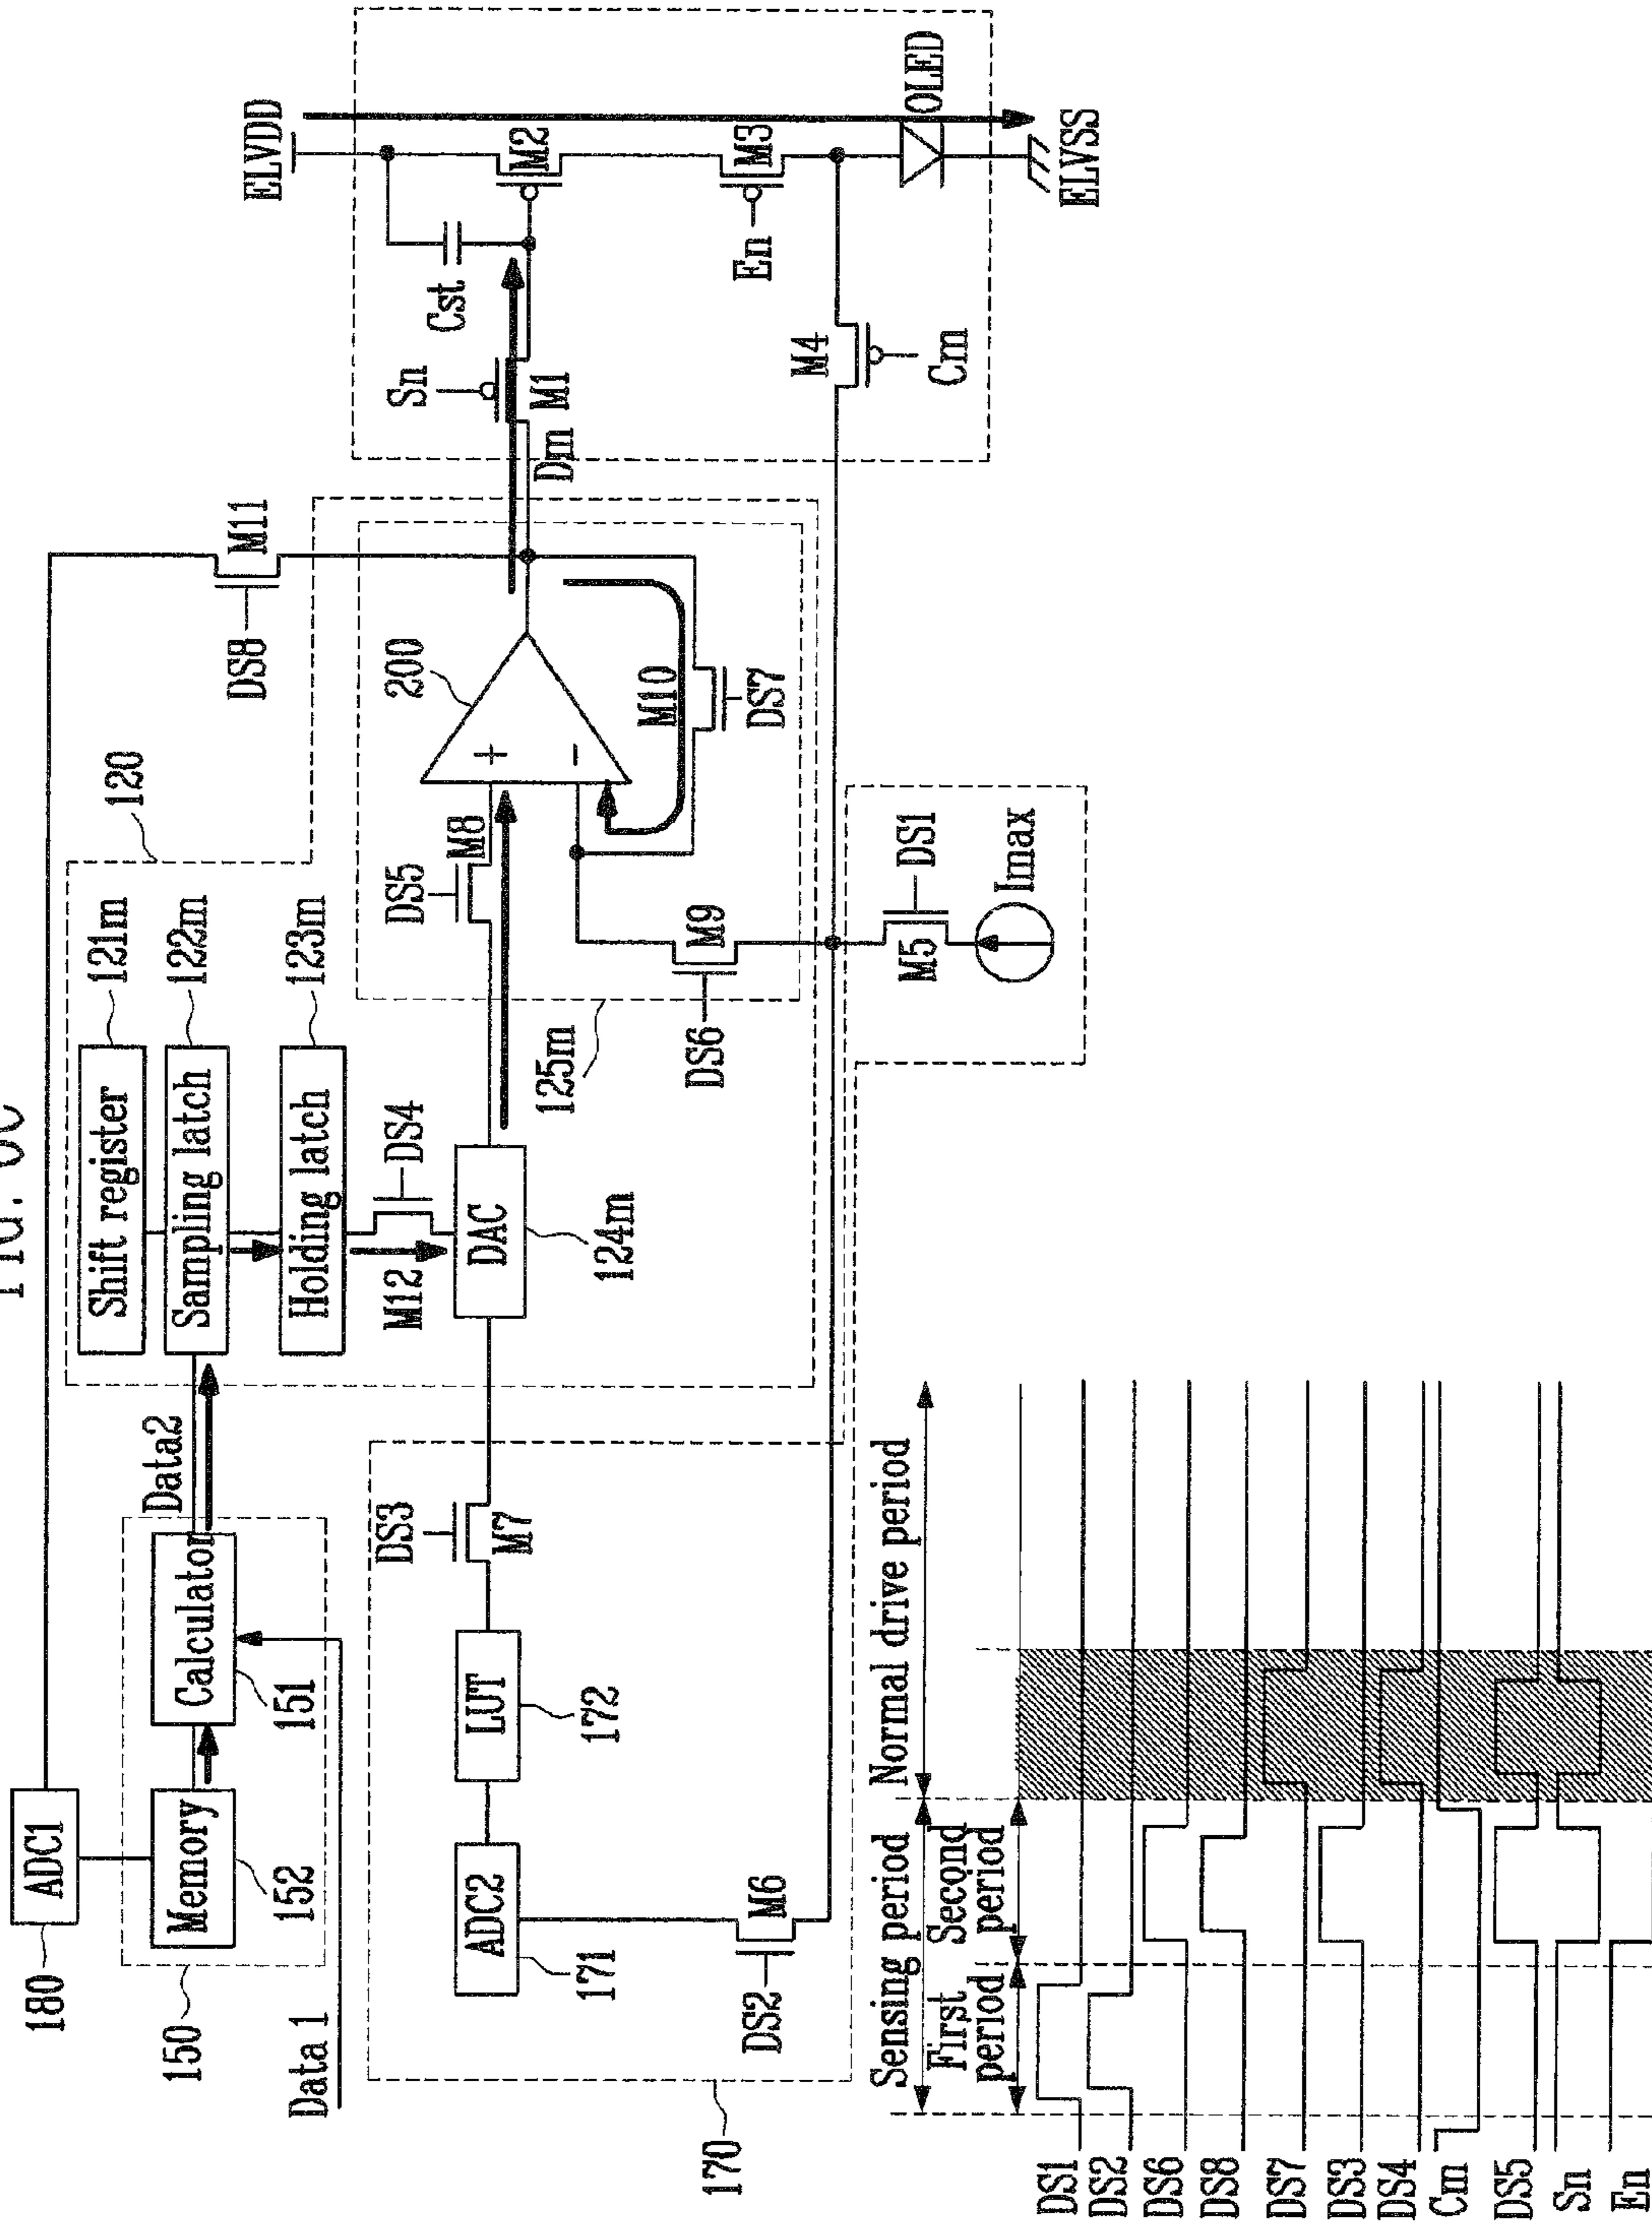 180
ADC1
150
Memory
152
Calculator
151
Data2
Data 1
120
Shift register
121m
Sampling latch
122m
Holding latch
123m
M12
DS4
DAC
124m
170
ADC2
171
LUT
172
DS3
M7
DS2
M6
DS8
M11
DS5
M8
200
+
-
M10
DS7
DS6
M9
125m
M5
DS1
Imax
ELVDD
Cst
Sn
M1
Dm
M2
M3
En
M4
Cm
OLED
ELVSS
Sensing period
Normal drive period
First period
Second period
DS1
DS2
DS6
DS8
DS7
DS3
DS4
Cm
DS5
Sn
En